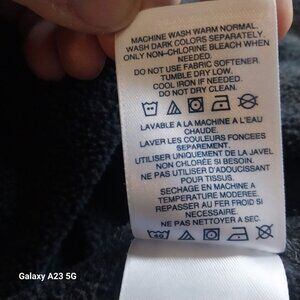 MACHINE WASH WARM NORMAL.
WASH DARK COLORS SEPARATELY.
ONLY NON-CHLORINE BLEACH WHEN
NEEDED.
DO NOT USE FABRIC SOFTENER.
TUMBLE DRY LOW.
COOL IRON IF NEEDED.
DO NOT DRY CLEAN.
LAVABLE A LA MACHINE A L'EAU
CHAUDE.
LAVER LES COULEURS FONCEES
SEPAREMENT.
UTILISER UNIQUEMENT DE LA JAVEL
NON CHLOREE SI BESOIN.
NE PAS UTILISER D'ADOUCISSANT
POUR TISSUS.
SECHAGE EN MACHINE A
TEMPERATURE MODEREE.
REPASSER AU FER FROID SI
NECESSAIRE.
NE PAS NETTOYER A SEC.
Galaxy A23 5G